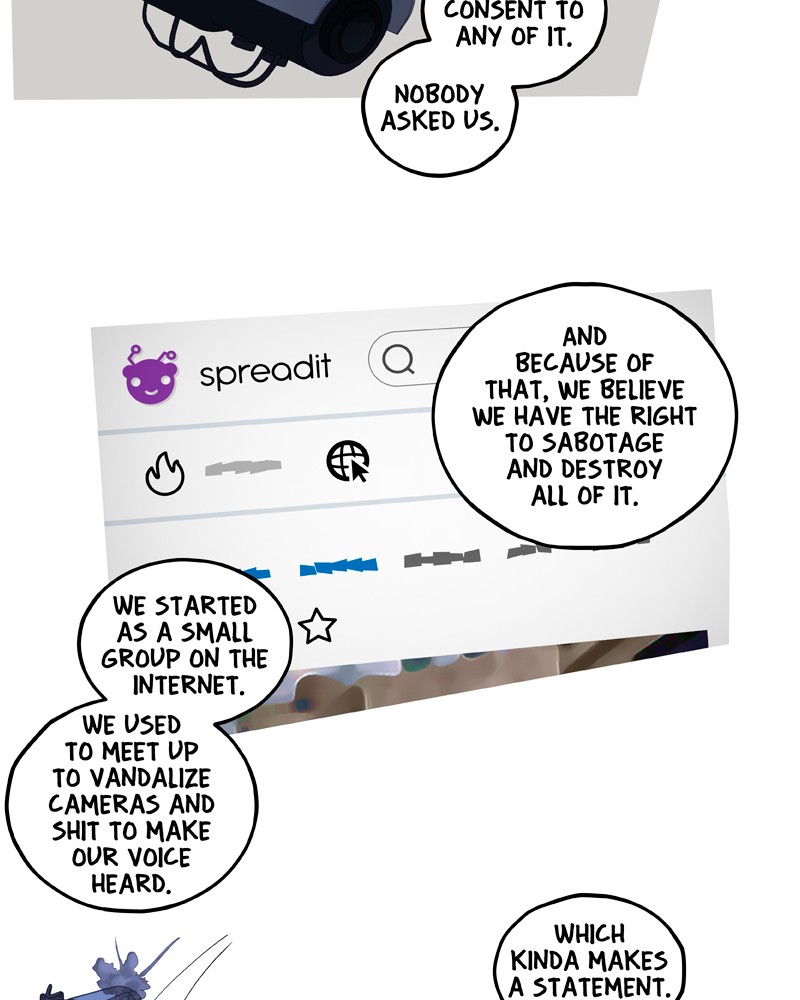 CONSENT TO
ANY OF IT.
NOBODY
ASKED US.
spreadit
AND
BECAUSE OF
THAT, WE BELIEVE
WE HAVE THE RIGHT
TO SABOTAGE
AND DESTROY
ALL OF IT.
WE STARTED
AS A SMALL
GROUP ON THE
INTERNET.
WE USED
TO MEET UP
TO VANDALIZE
CAMERAS AND
SHIT TO MAKE
OUR VOICE
HEARD.
WHICH
KINDA MAKES
A STATEMENT.